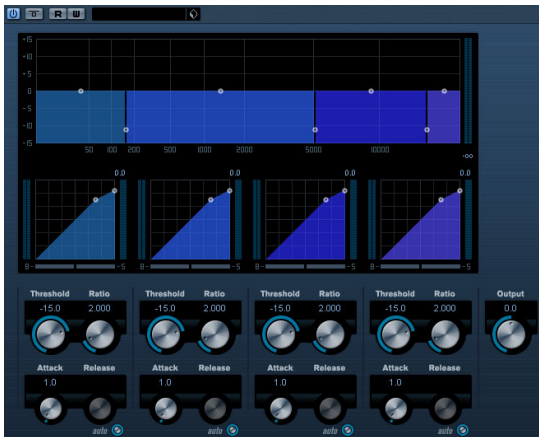 R W
+15
+10
+5
0
-5
-10
-15
50 100 200 500 1000 2000 5000 10000
-oo
0.0 0.0 0.0 0.0
B S B S B S B S
Threshold Ratio Threshold Ratio Threshold Ratio Threshold Ratio Output
-15.0 2.000 -15.0 2.000 -15.0 2.000 -15.0 2.000 0.0
Attack Release Attack Release Attack Release Attack Release
1.0 1.0 1.0 1.0
auto auto auto auto